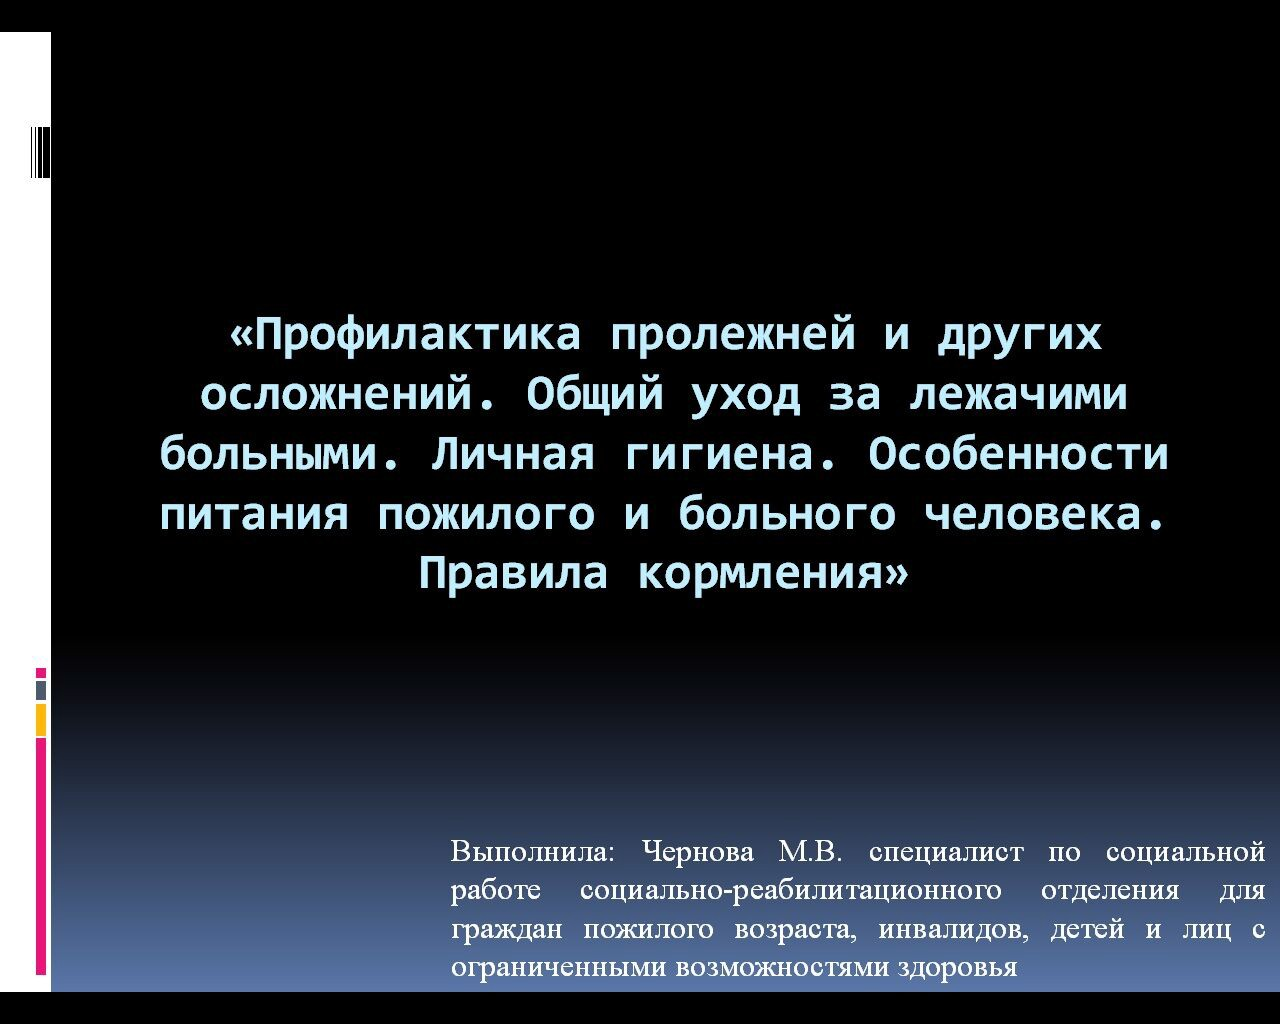 «Профилактика пролежней и других
осложнений. Общий уход за лежачими
больными. Личная гигиена. Особенности
питания пожилого и больного человека.
Правила кормления»
Выполнила: Чернова М.В. специалист по социальной
работе социально-реабилитационного отделения для
граждан пожилого возраста, инвалидов, детей и лиц с
ограниченными возможностями здоровья